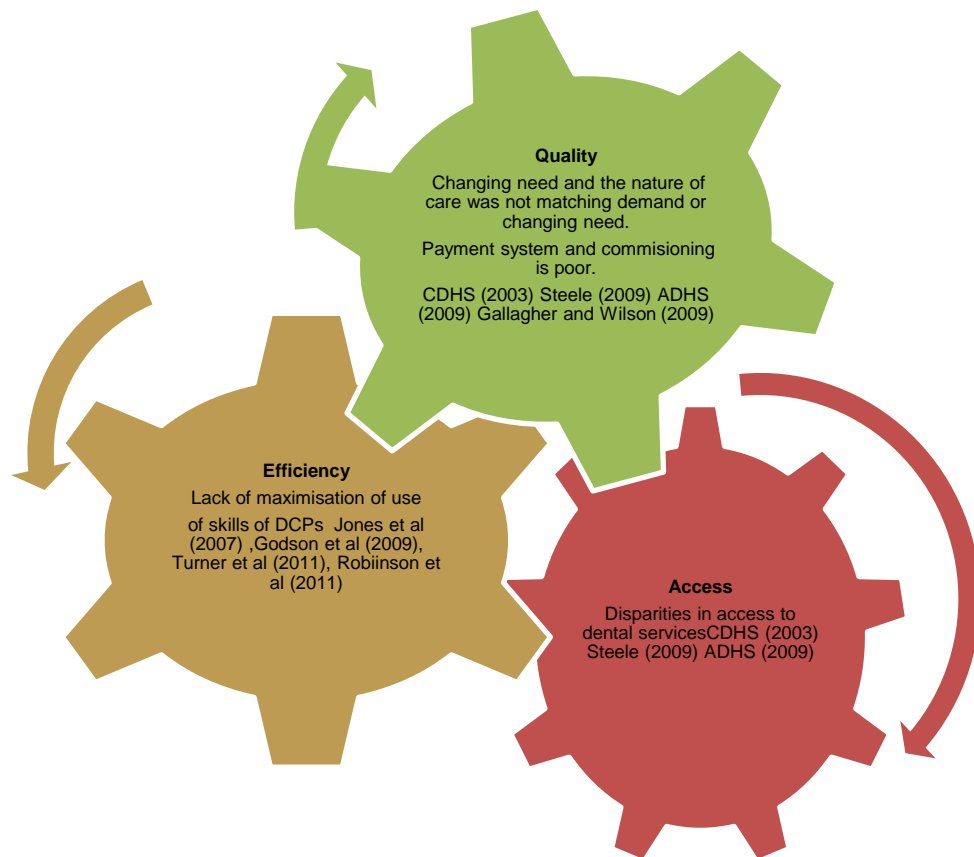 Quality
Changing need and the nature of
care was not matching demand or
changing need.
Payment system and commisioning
is poor.
CDHS (2003) Steele (2009) ADHS
(2009) Gallagher and Wilson (2009)
Efficiency
Lack of maximisation of use
of skills of DCPs  Jones et al
(2007) ,Godson et al (2009),
Turner et al (2011), Robiinson et
al (2011)
Access
Disparities in access to
dental servicesCDHS (2003)
Steele (2009) ADHS (2009)